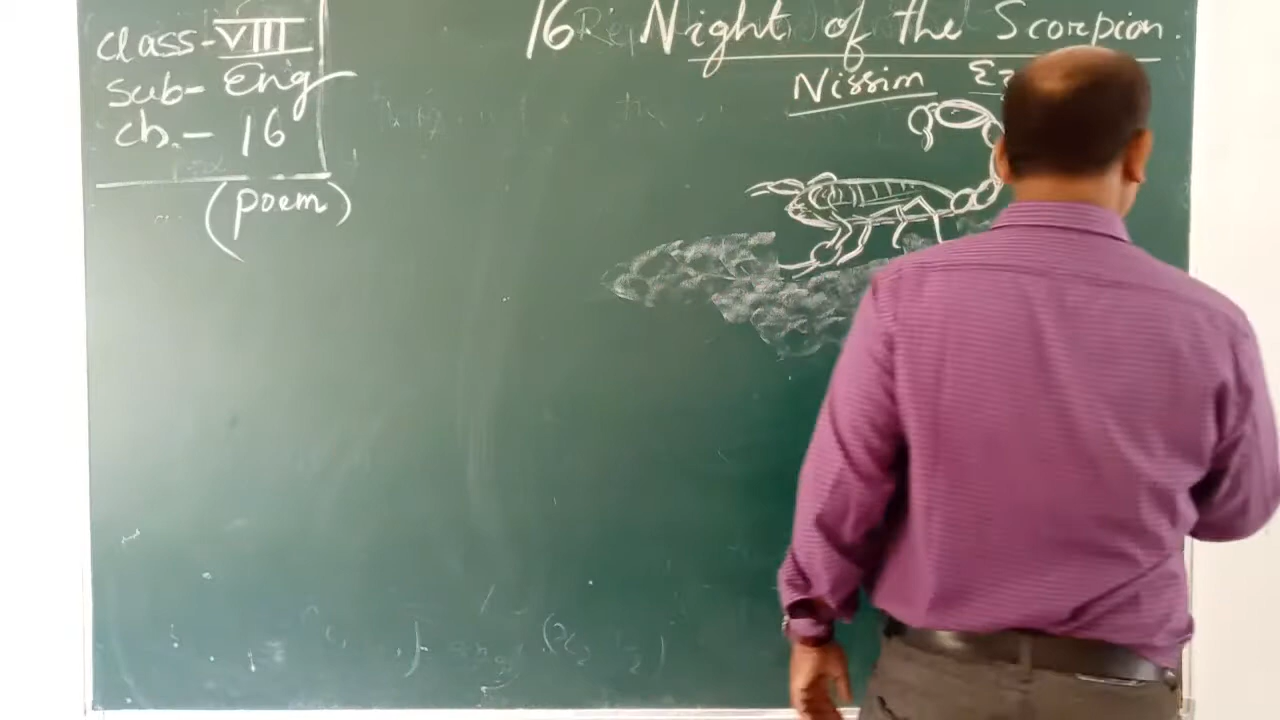 class-VIII
sub- Eng
ch.- 16
(poem)
16 Night of the Scorpion.
Nissim